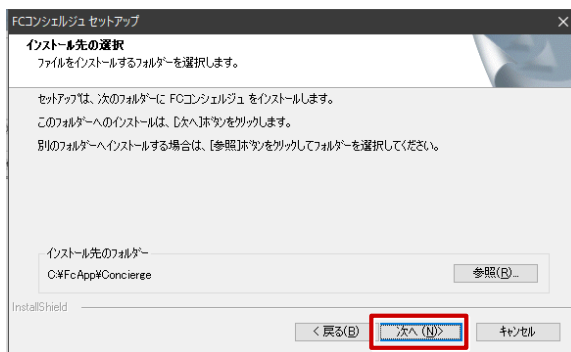 FCコンシェルジュ セットアップ
インストール先の選択
ファイルをインストールするフォルダーを選択します。
セットアップは、次のフォルダーに FCコンシェルジュ をインストールします。
このフォルダーへのインストールは、[次へ]ボタンをクリックします。
別のフォルダーへインストールする場合は、[参照]ボタンをクリックしてフォルダーを選択してください。
インストール先のフォルダー
C:¥FcApp¥Concierge
参照(R)...
InstallShield
< 戻る(B)
次へ (N)>
キャンセル